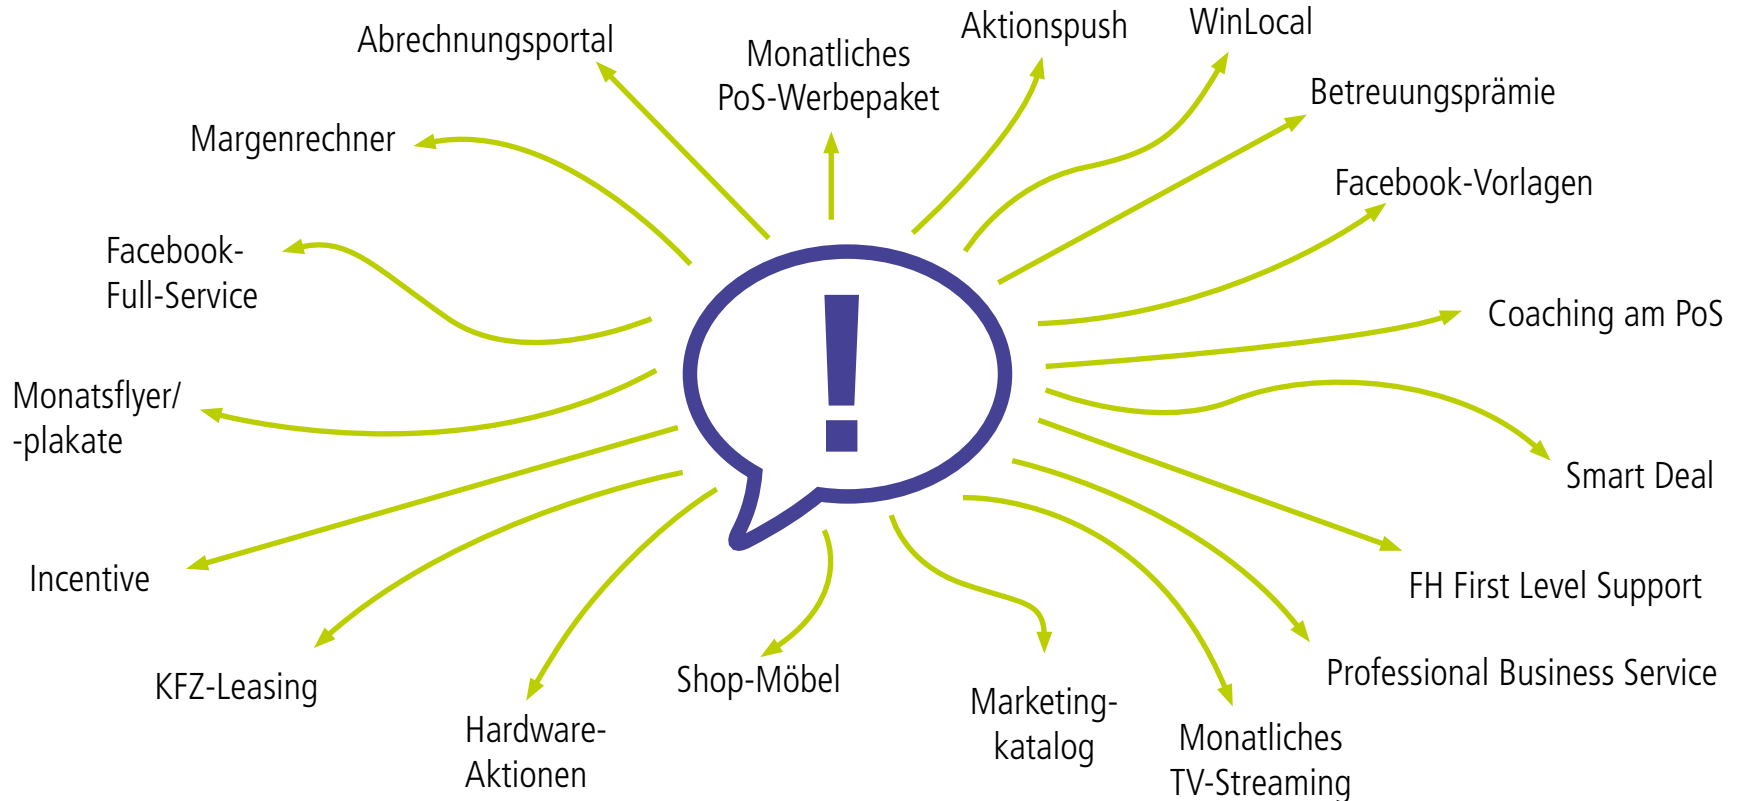 Abrechnungsportal
Monatliches
PoS-Werbepaket
Aktionspush
WinLocal
Betreuungsprämie
Margenrechner
Facebook-Vorlagen
Facebook-
Full-Service
Coaching am PoS
Monatsflyer/
-plakate
!
Smart Deal
Incentive
FH First Level Support
KFZ-Leasing
Shop-Möbel
Professional Business Service
Hardware-
Aktionen
Marketing-
katalog
Monatliches
TV-Streaming